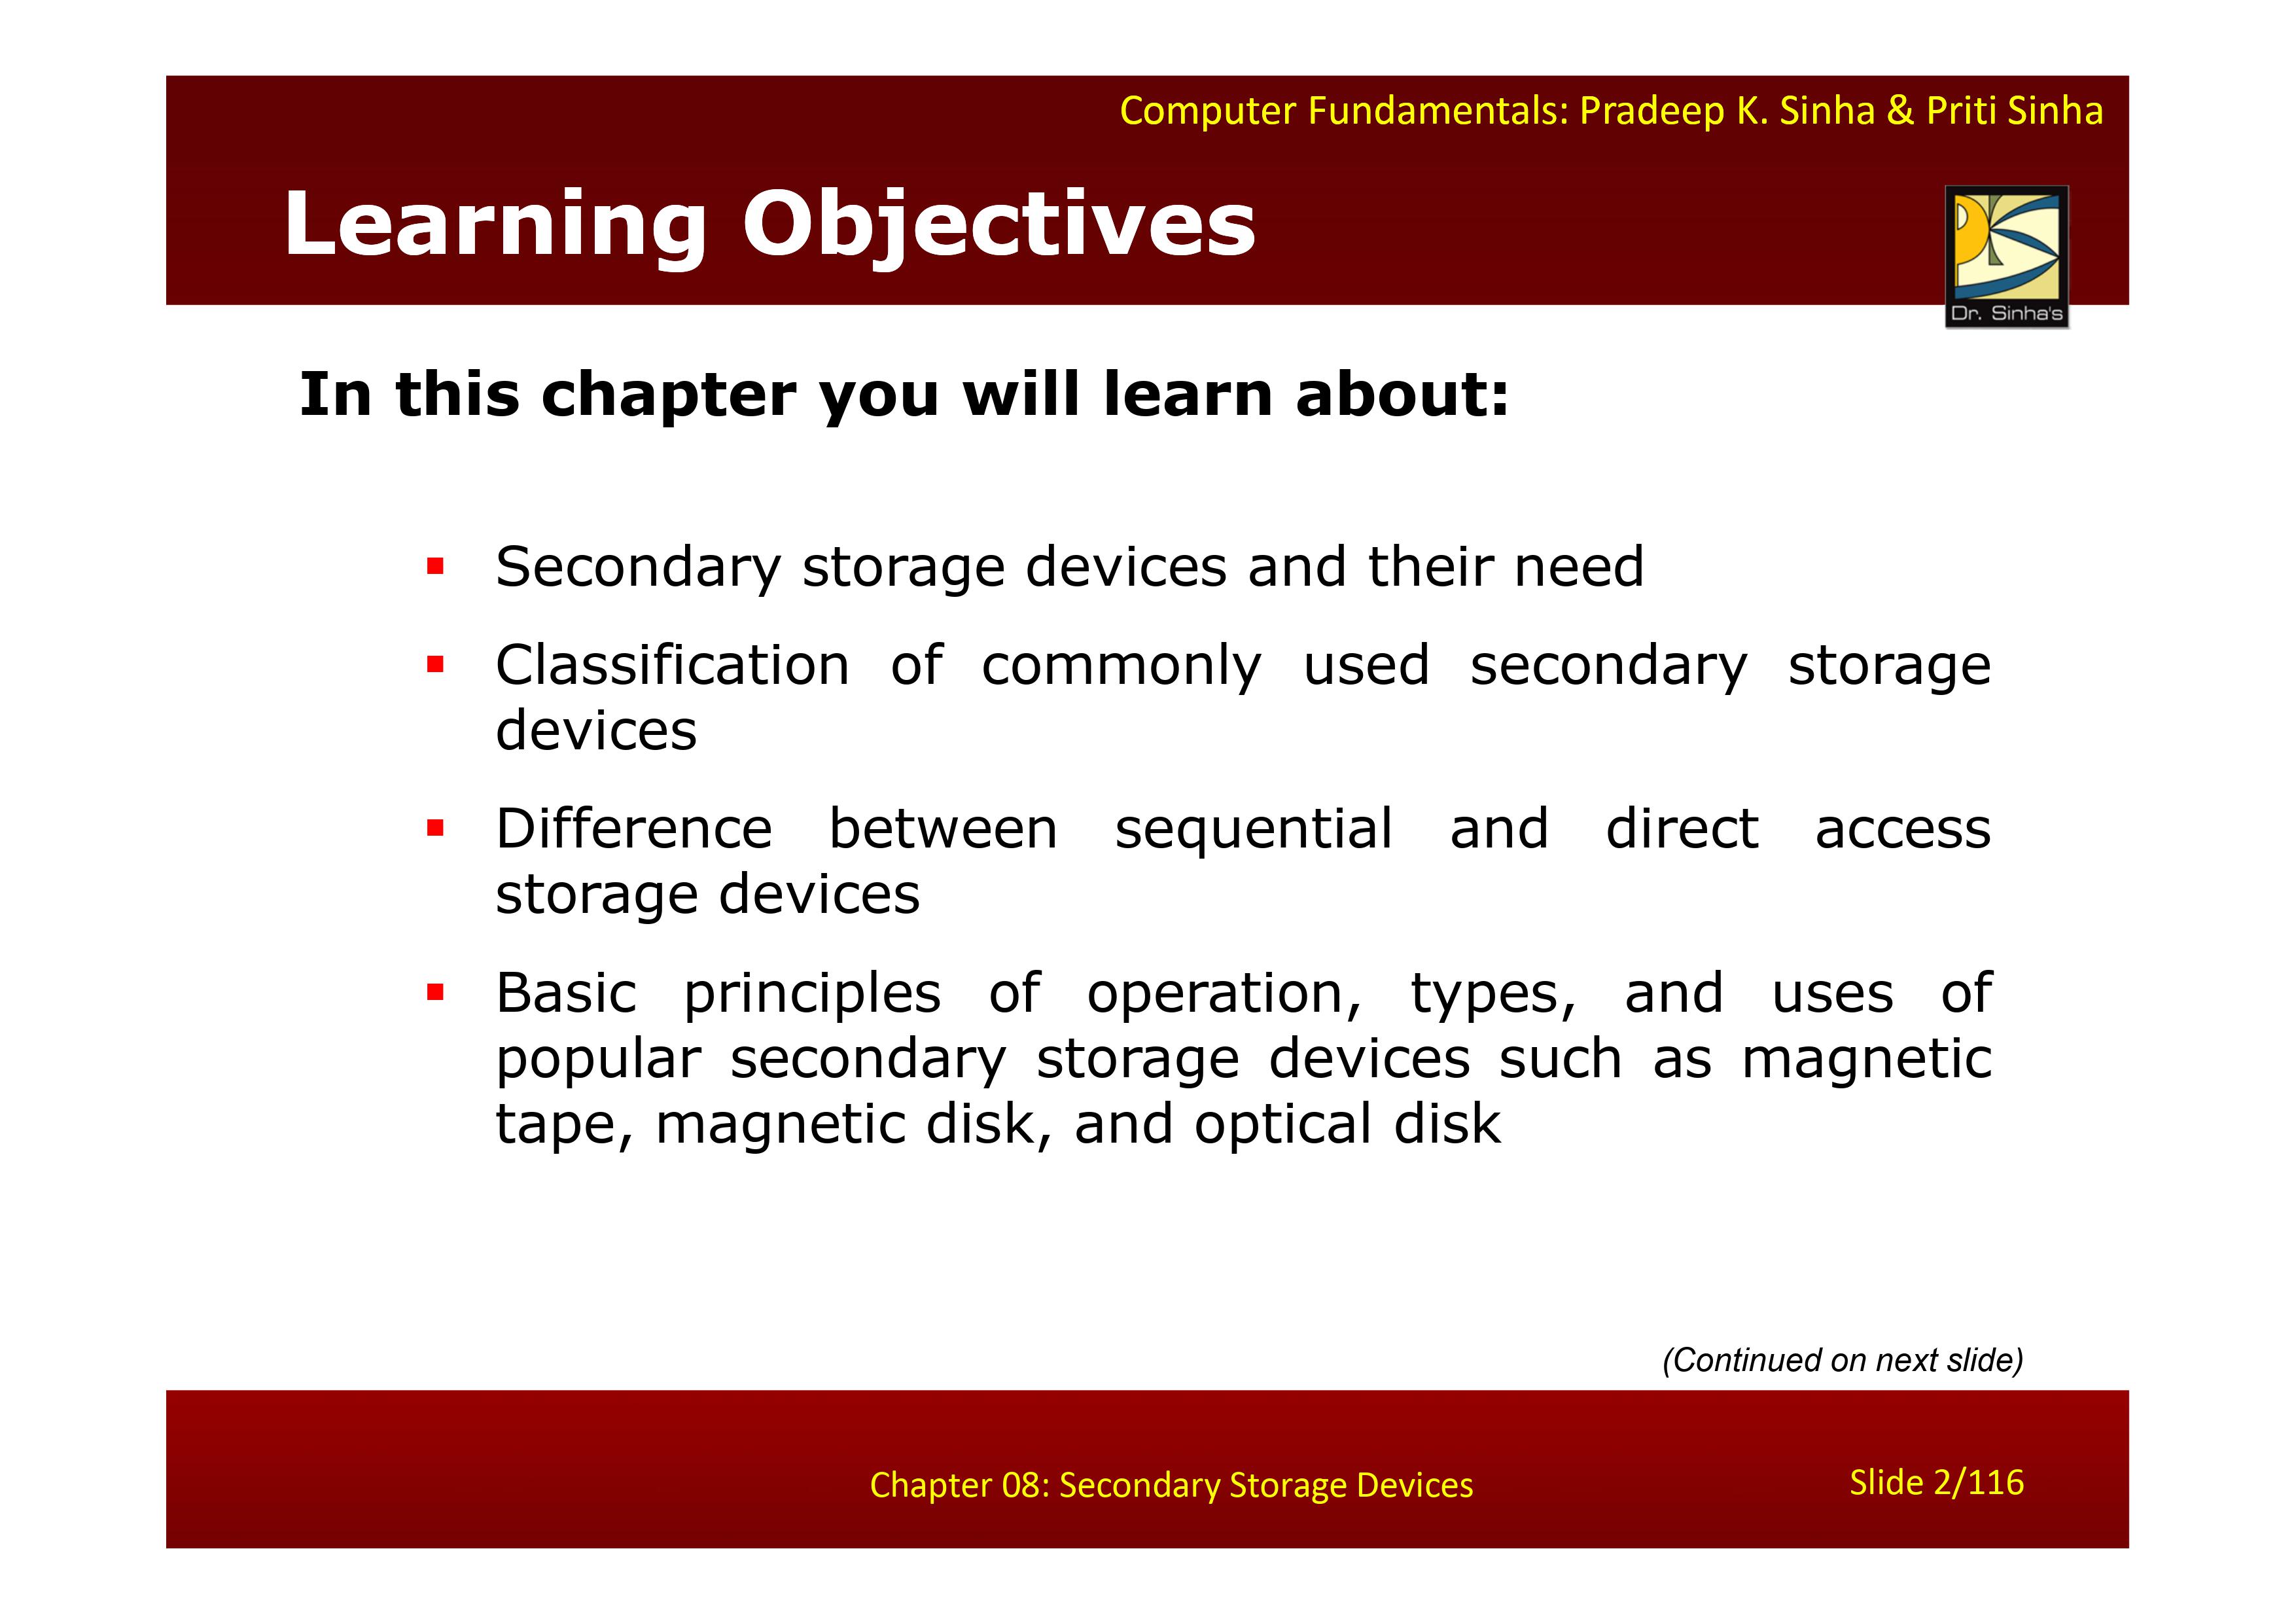 Computer Fundamentals: Pradeep K. Sinha & Priti Sinha
Learning Objectives
Dr. Sinha's
In this chapter you will learn about:
▪ Secondary storage devices and their need
▪ Classification of commonly used secondary storage
devices
▪ Difference between sequential and direct access
storage devices
▪ Basic principles of operation, types, and uses of
popular secondary storage devices such as magnetic
tape, magnetic disk, and optical disk
(Continued on next slide)
Chapter 08: Secondary Storage Devices
Slide 2/116